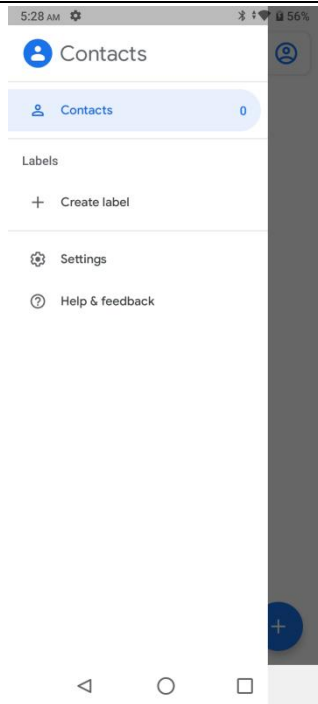 5:28 AM 56%
Contacts
Contacts 0
Labels
Create label
Settings
Help & feedback